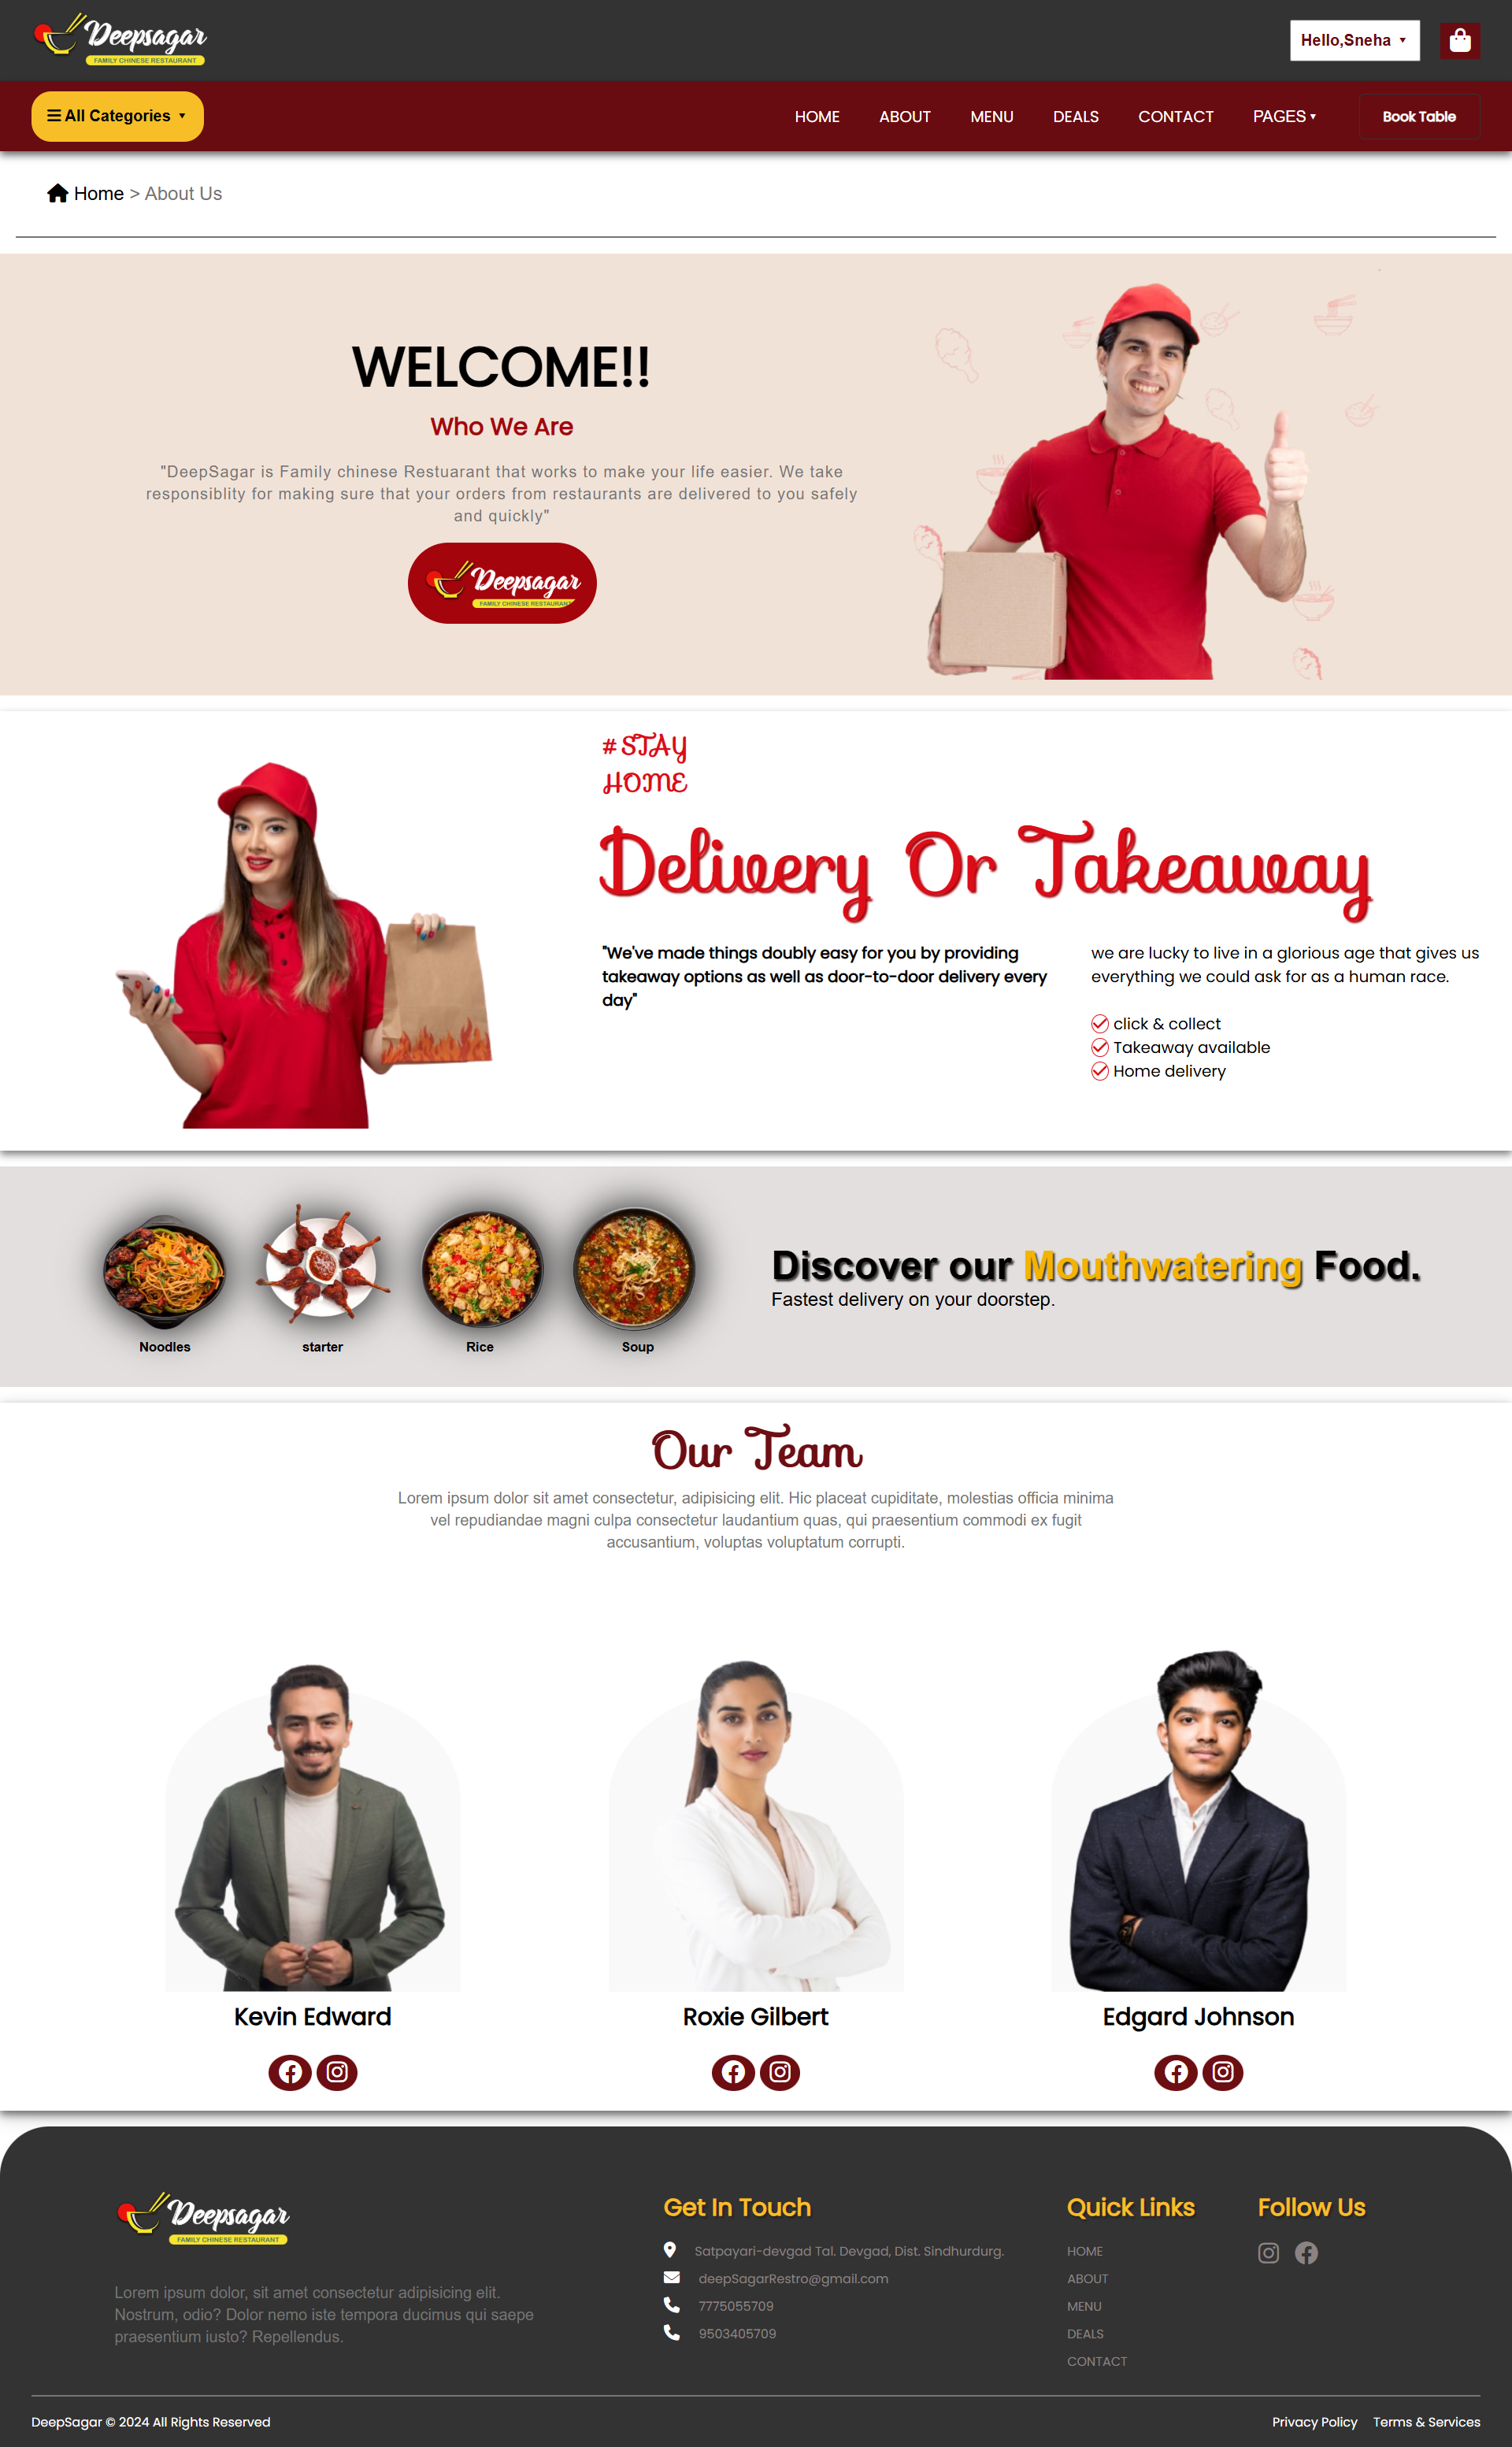 Deepsagar
FAMILY CHINESE RESTAURANT
Hello,Sneha
All Categories
HOME ABOUT MENU DEALS CONTACT PAGES Book Table
Home > About Us
WELCOME!!
Who We Are
"DeepSagar is Family chinese Restuarant that works to make your life easier. We take
responsiblity for making sure that your orders from restaurants are delivered to you safely
and quickly"
Deepsagar
FAMILY CHINESE RESTAURANT
#STAY
HOME
Delivery Or Takeaway
"We've made things doubly easy for you by providing
takeaway options as well as door-to-door delivery every
day"
we are lucky to live in a glorious age that gives us
everything we could ask for as a human race.
click & collect
Takeaway available
Home delivery
Noodles
starter
Rice
Soup
Discover our Mouthwatering Food.
Fastest delivery on your doorstep.
Our Team
Lorem ipsum dolor sit amet consectetur, adipisicing elit. Hic placeat cupiditate, molestias officia minima
vel repudiandae magni culpa consectetur laudantium quas, qui praesentium commodi ex fugit
accusantium, voluptas voluptatum corrupti.
Kevin Edward
Roxie Gilbert
Edgard Johnson
Deepsagar
FAMILY CHINESE RESTAURANT
Lorem ipsum dolor, sit amet consectetur adipisicing elit.
Nostrum, odio? Dolor nemo iste tempora ducimus qui saepe
praesentium iusto? Repellendus.
Get In Touch
Satpayari-devgad Tal. Devgad, Dist. Sindhurdurg.
deepSagarRestro@gmail.com
7775055709
9503405709
Quick Links
HOME
ABOUT
MENU
DEALS
CONTACT
Follow Us
DeepSagar © 2024 All Rights Reserved
Privacy Policy Terms & Services